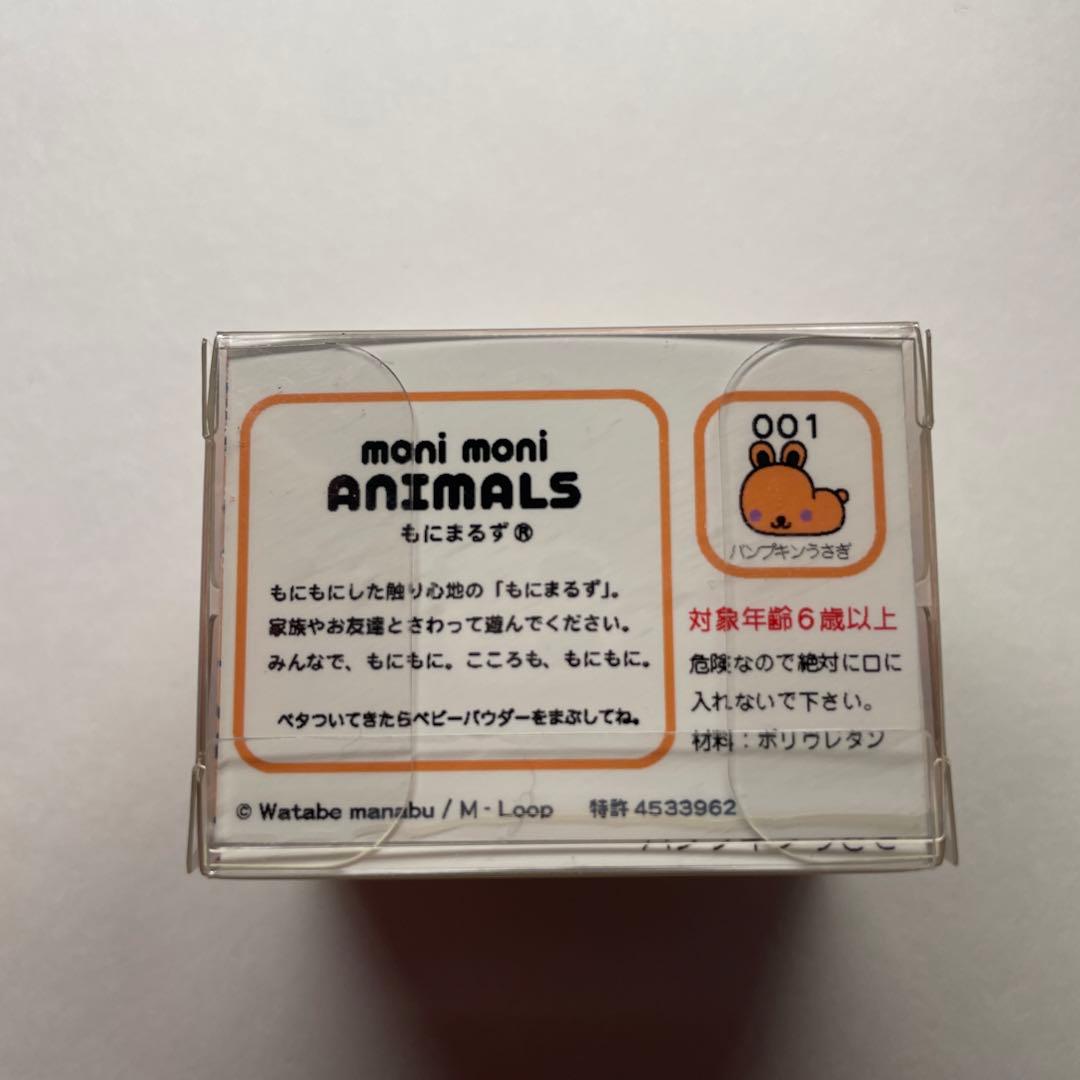 moni moni
ANIMALS
もにまるず®
もにもにした触り心地の「もにまるず」。
家族やお友達とさわって遊んでください。
みんなで、もにもに。こころも、もにもに。
ベタついてきたらベビーパウダーをまぶしてね。
001
パンプキンうさぎ
対象年齢6歳以上
危険なので絶対に口に
入れないで下さい。
材料：ポリウレタン
© Watabe manabu / M - Loop 特許 4533962